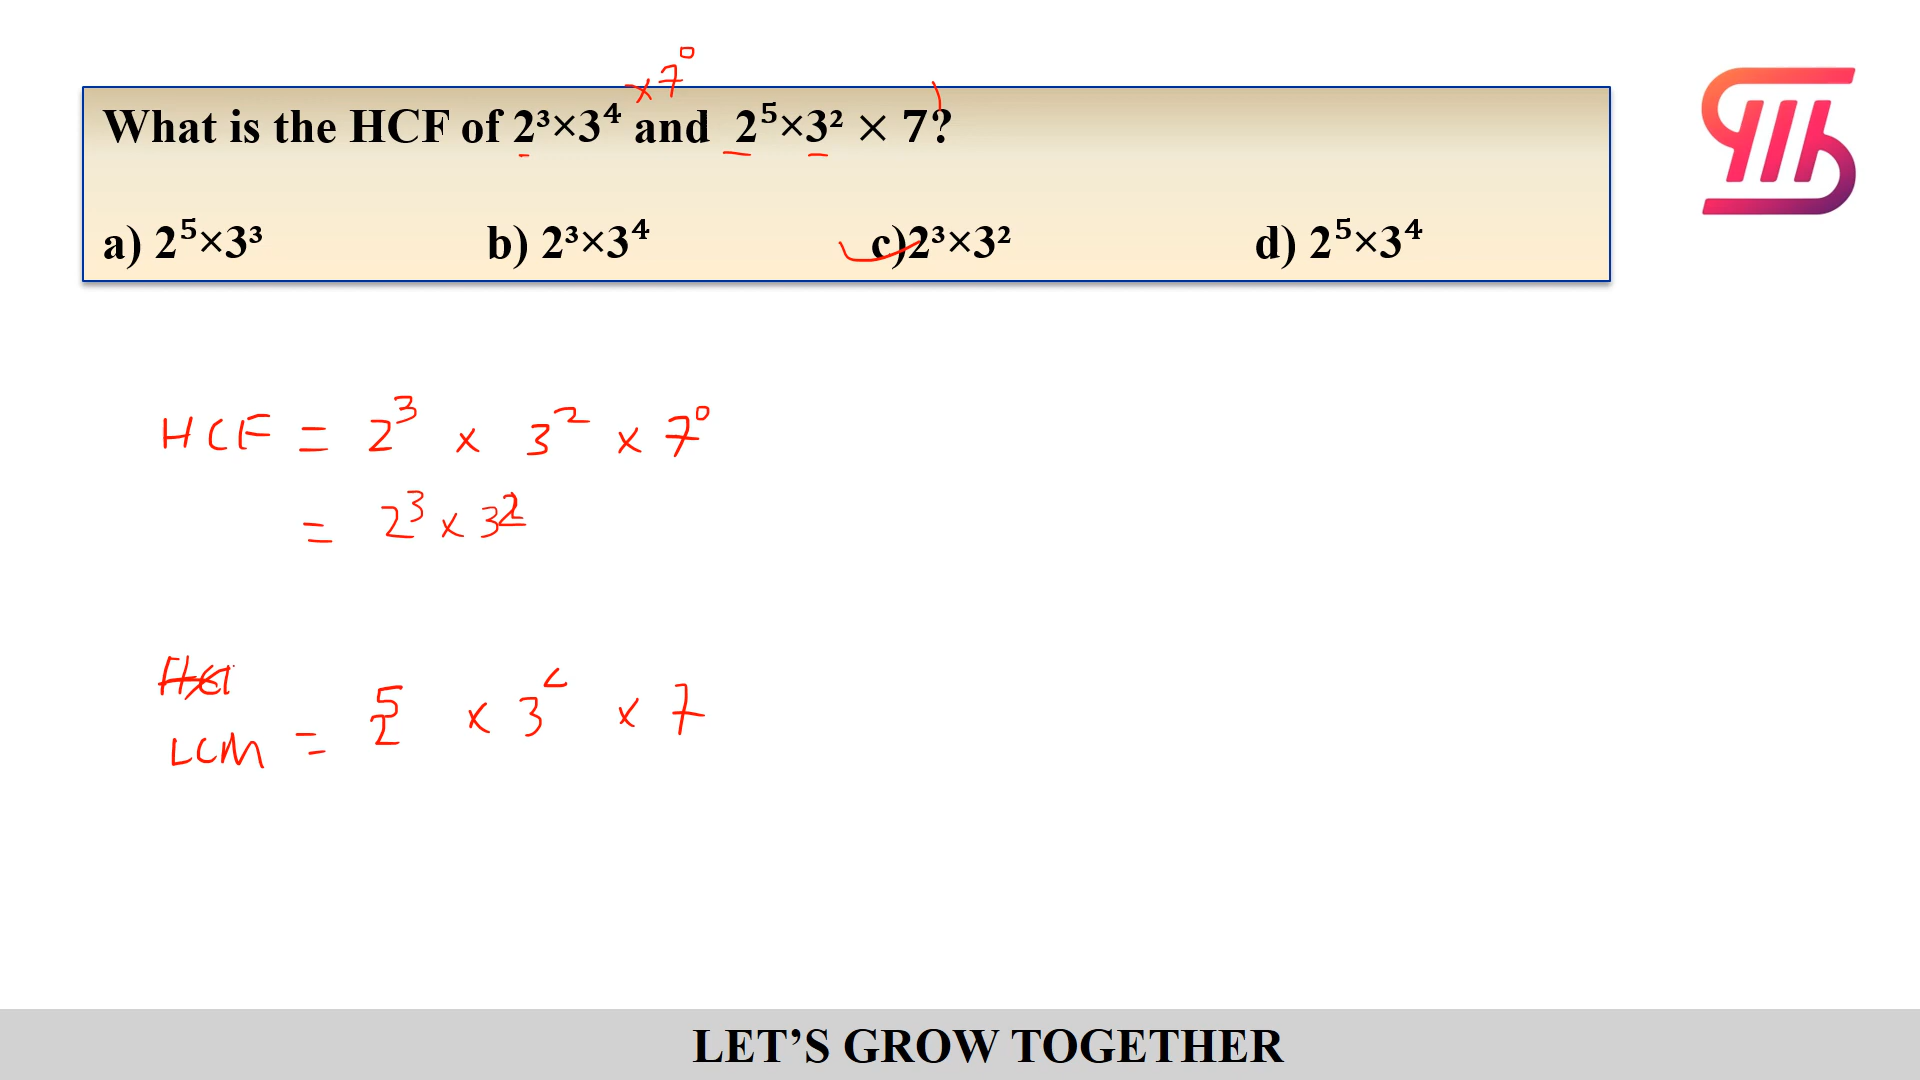 ×7⁰
What is the HCF of 2³×3⁴ and 2⁵×3² × 7?
a) 2⁵×3³ b) 2³×3⁴ c)2³×3² d) 2⁵×3⁴
HCF = 2³ × 3² × 7⁰
= 2³ × 3²
LCM = 2⁵ × 3 × 7
LET’S GROW TOGETHER